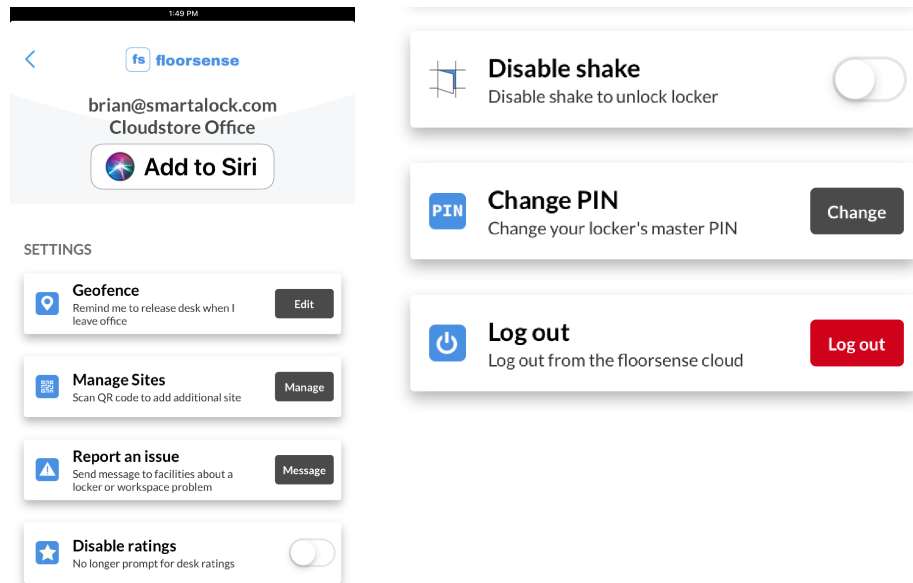 1:49 PM
fs floorsense
brian@smartalock.com
Cloudstore Office
Add to Siri
SETTINGS
Geofence
Remind me to release desk when I
leave office
Edit
Manage Sites
Scan QR code to add additional site
Manage
Report an issue
Send message to facilities about a
locker or workspace problem
Message
Disable ratings
No longer prompt for desk ratings
Disable shake
Disable shake to unlock locker
PIN
Change PIN
Change your locker's master PIN
Change
Log out
Log out from the floorsense cloud
Log out